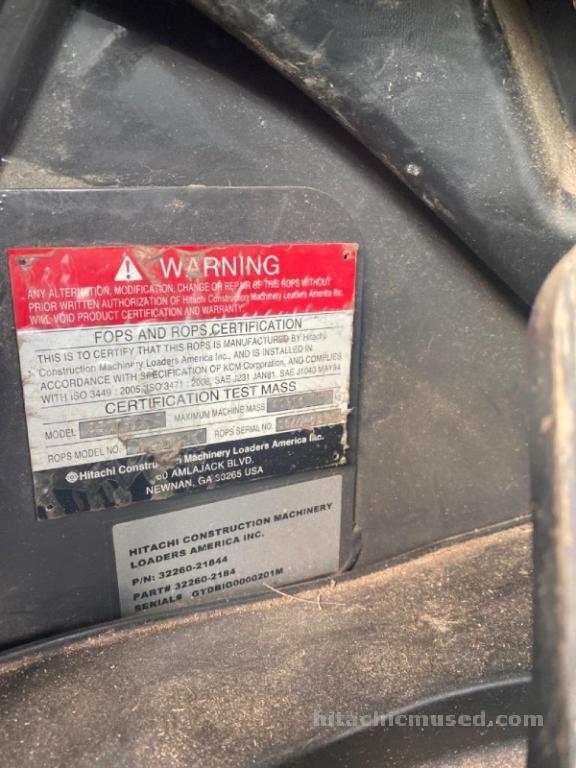 WARNING
ANY ALTERNATION, MODIFICATION, CHANGE OR REPAIR OF THIS ROPS WITHOUT
PRIOR WRITTEN AUTHORIZATION OF Hitachi Construction Machinery Loaders America Inc.
WILL VOID PRODUCT CERTIFICATION AND WARRANTY.
FOPS AND ROPS CERTIFICATION
THIS IS TO CERTIFY THAT THIS ROPS IS MANUFACTURED BY Hitachi
Construction Machinery Loaders America Inc., AND IS INSTALLED IN
ACCORDANCE WITH SPECIFICATION OF KCM Corporation, AND COMPLIES
WITH ISO 3449 : 2005, ISO 3471 : 2008, SAE J231 JAN81, SAE J1040 MAY94
CERTIFICATION TEST MASS
MODEL MAXIMUM MACHINE MASS
ROPS MODEL NO. ROPS SERIAL NO.
Hitachi Construction Machinery Loaders America Inc.
AMLAJACK BLVD.
NEWNAN, GA 30265 USA
HITACHI CONSTRUCTION MACHINERY
LOADERS AMERICA INC.
P/N: 32260-21844
PART# 32260-2184
SERIAL# GYDBIG0000201M
hitachicmused.com